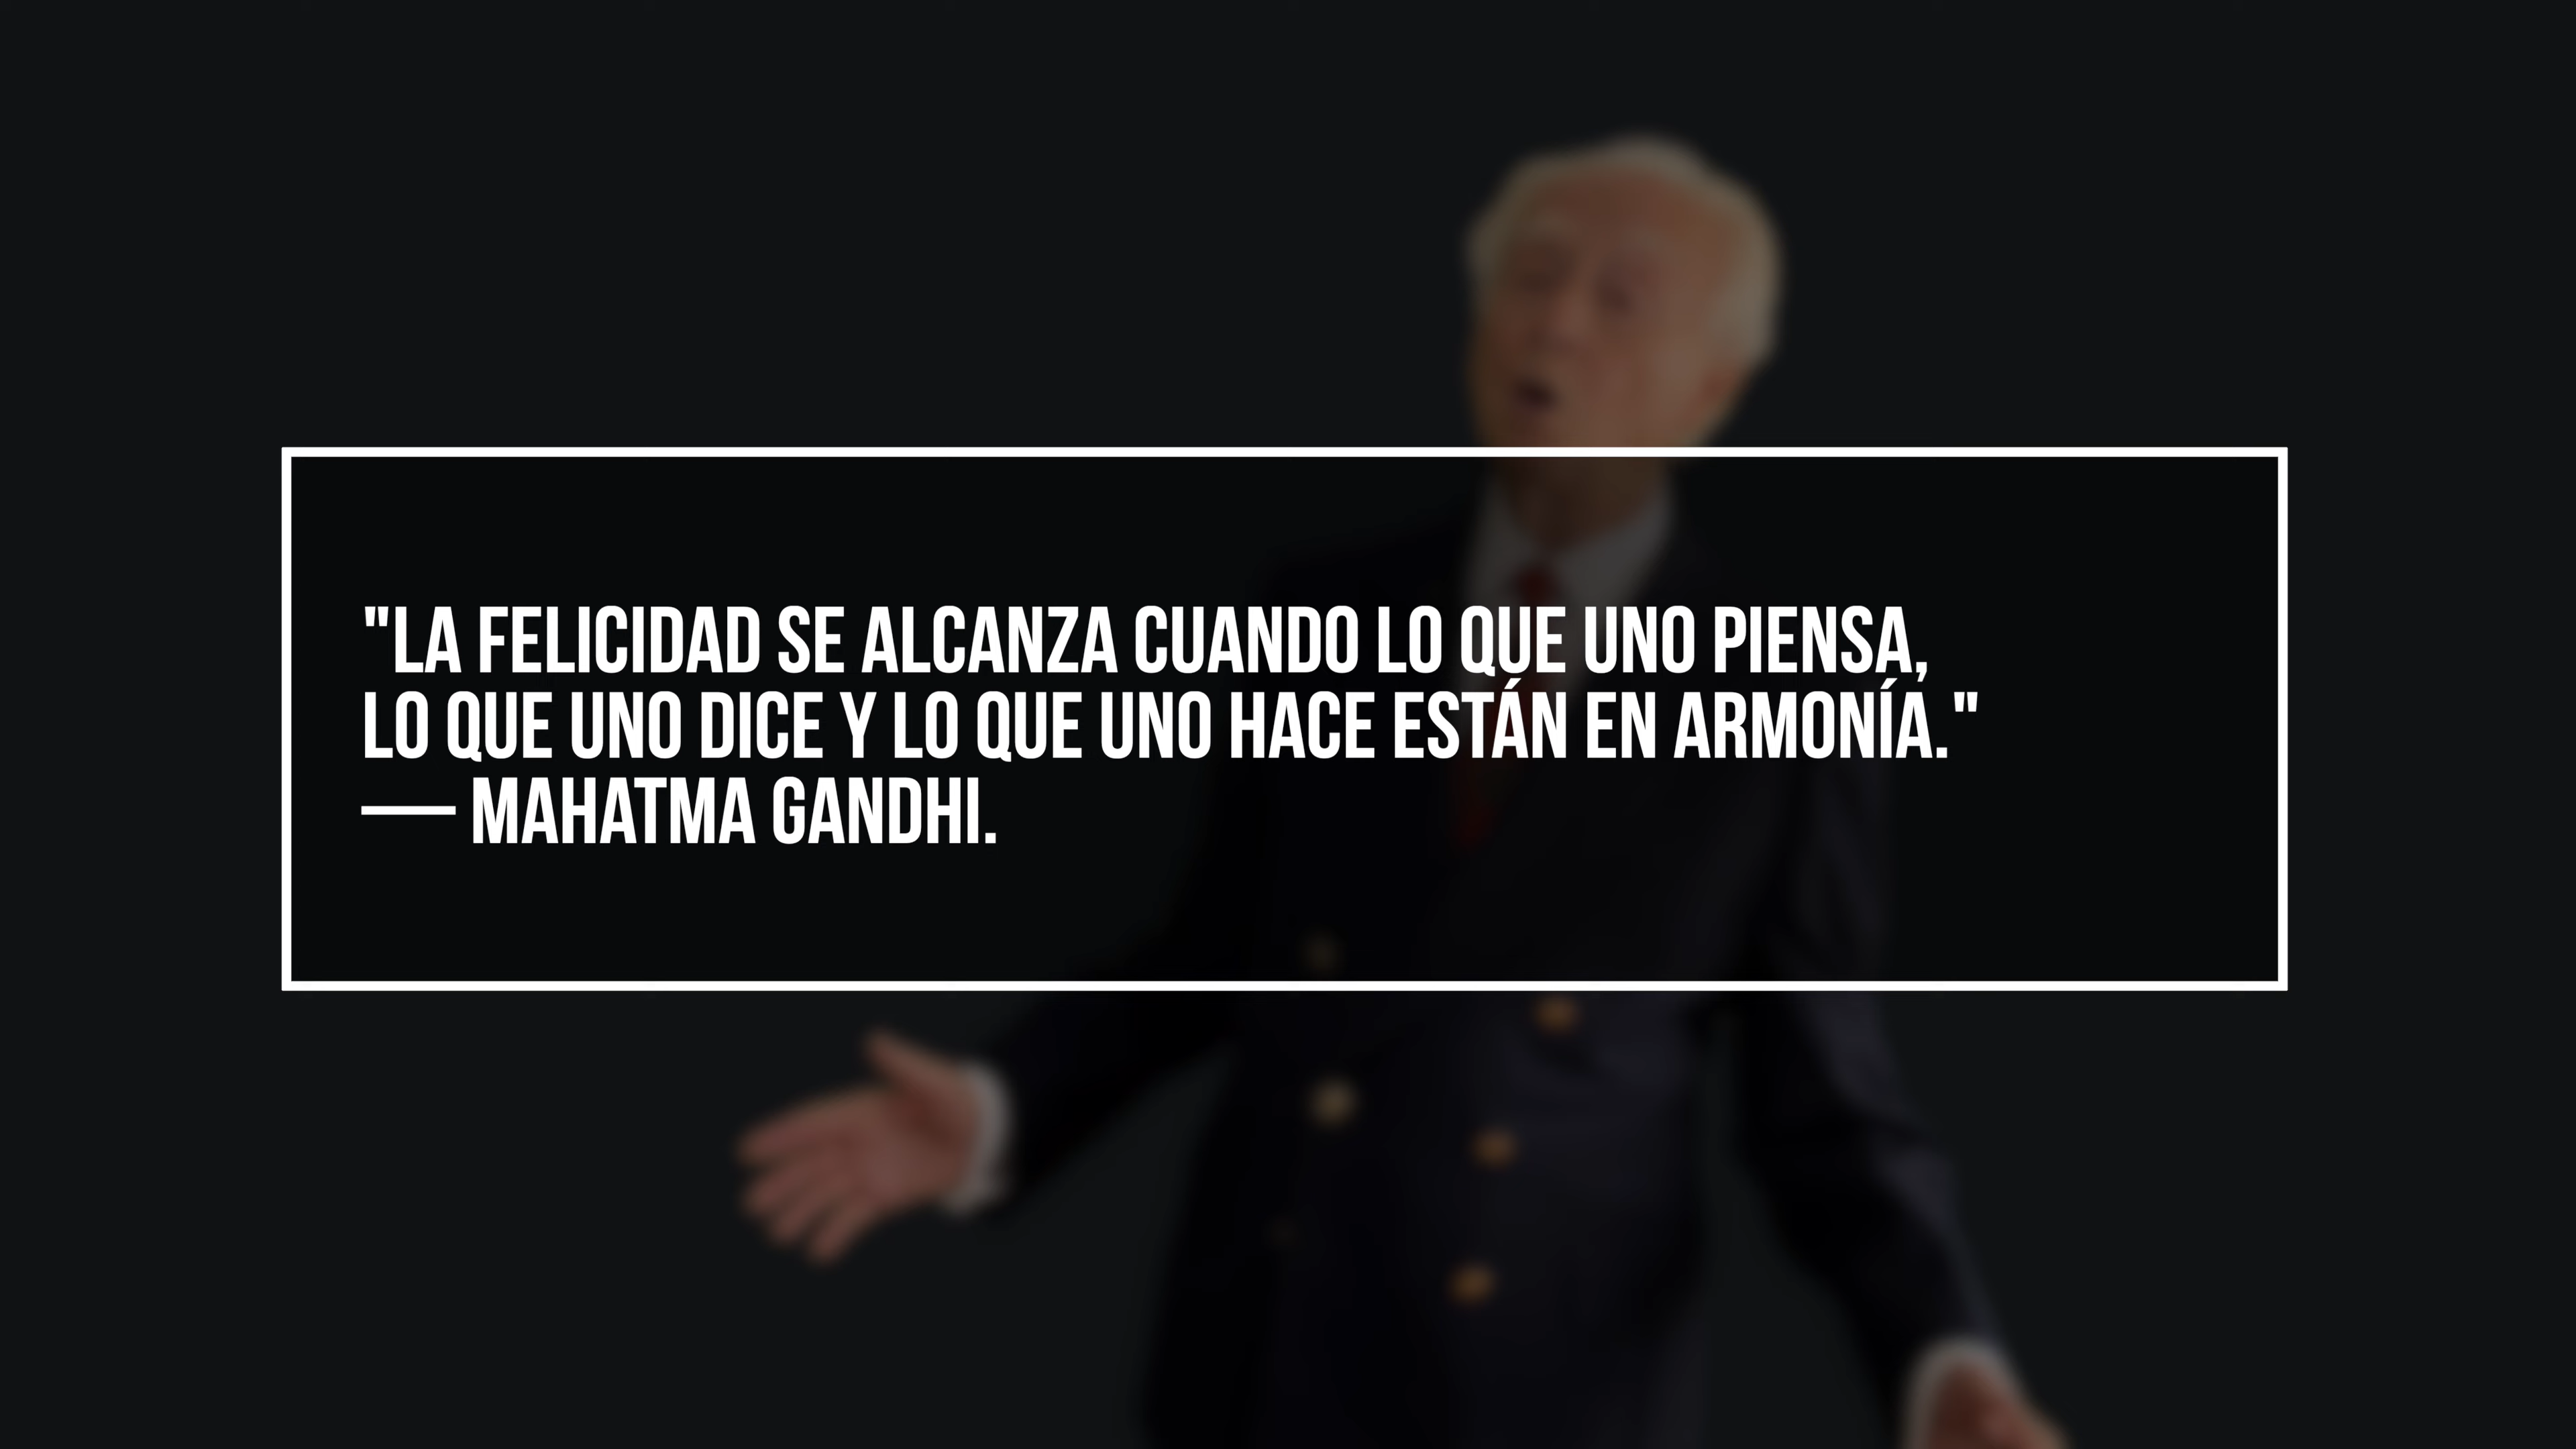 "LA FELICIDAD SE ALCANZA CUANDO LO QUE UNO PIENSA,
LO QUE UNO DICE Y LO QUE UNO HACE ESTÁN EN ARMONÍA."
— MAHATMA GANDHI.